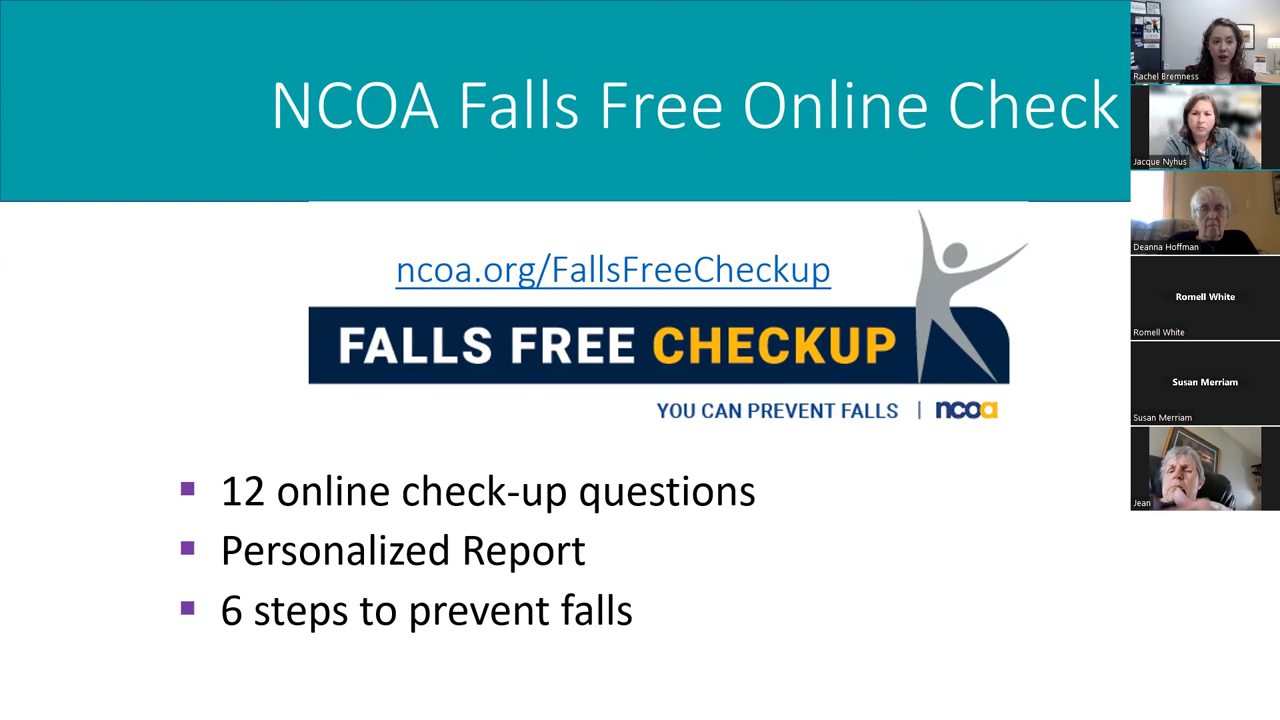 NCOA Falls Free Online Check
ncoa.org/FallsFreeCheckup
FALLS FREE CHECKUP
YOU CAN PREVENT FALLS | ncoa
▪ 12 online check-up questions
▪ Personalized Report
▪ 6 steps to prevent falls
Rachel Bremness
Jacque Nyhus
Deanna Hoffman
Romell White
Romell White
Susan Merriam
Susan Merriam
Jean